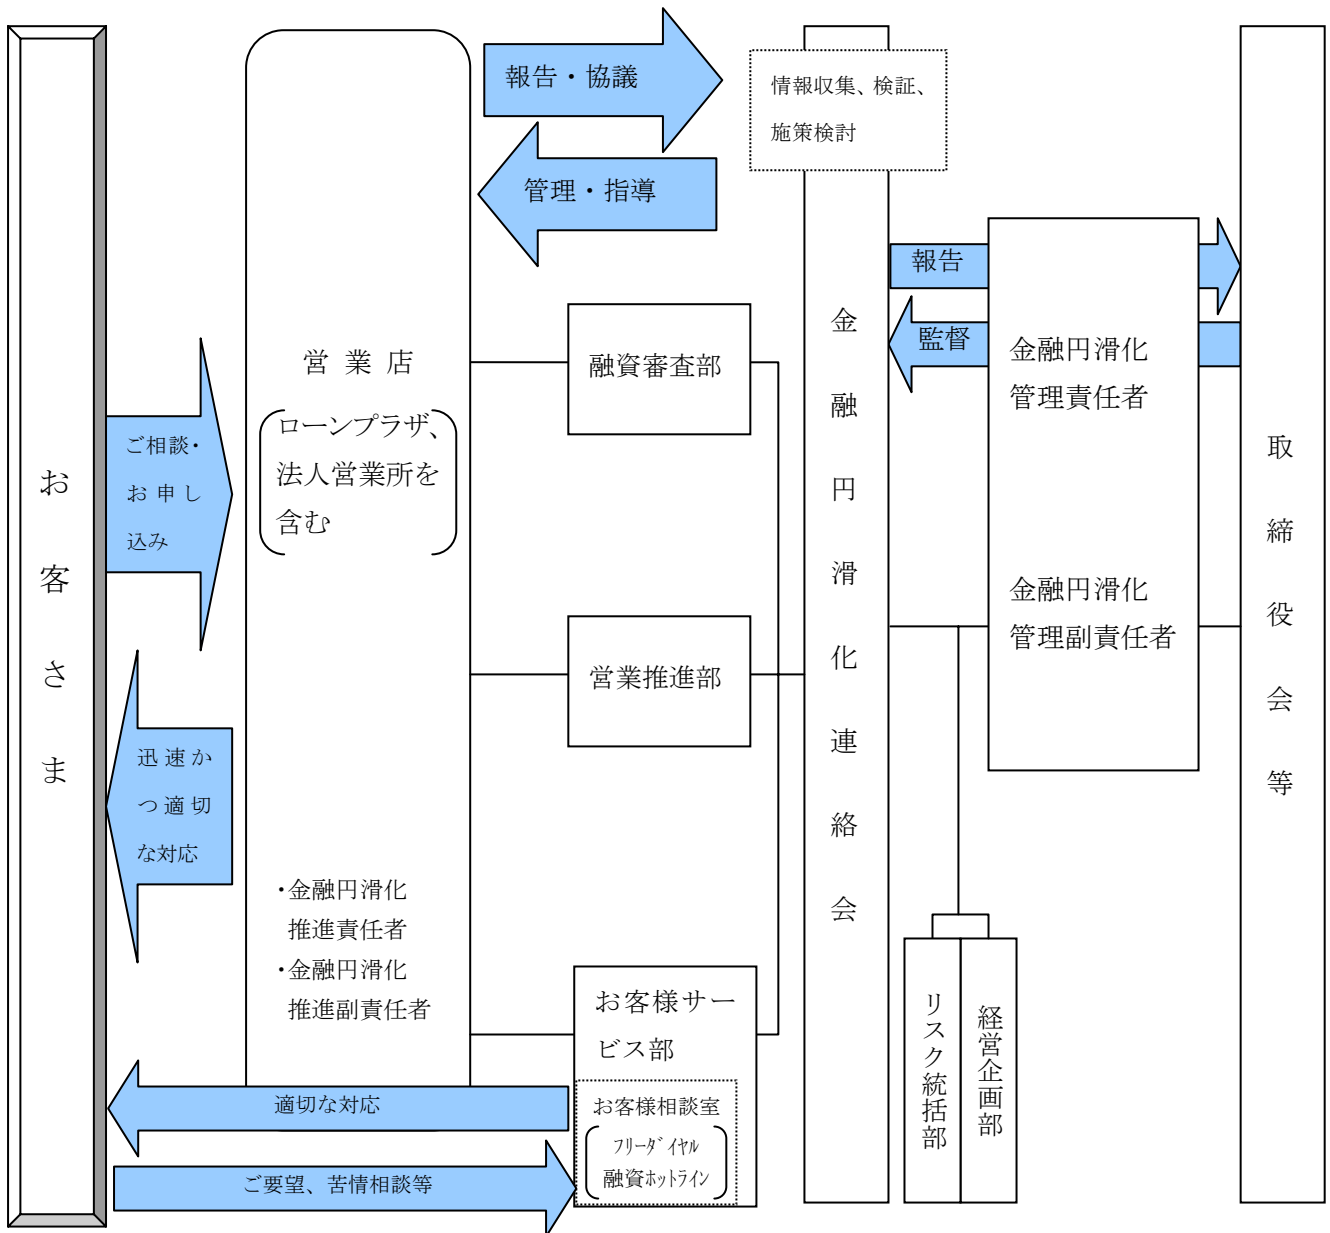 お客さま
ご相談・
お申し
込み
迅速か
つ適切
な対応
営業店
ローンプラザ、
法人営業所を
含む
・金融円滑化
推進責任者
・金融円滑化
推進副責任者
報告・協議
管理・指導
融資審査部
営業推進部
お客様サー
ビス部
お客様相談室
フリーダイヤル
融資ホットライン
適切な対応
ご要望、苦情相談等
情報収集、検証、
施策検討
金融円滑化連絡会
報告
監督
金融円滑化
管理責任者
金融円滑化
管理副責任者
リスク統括部
経営企画部
取締役会等